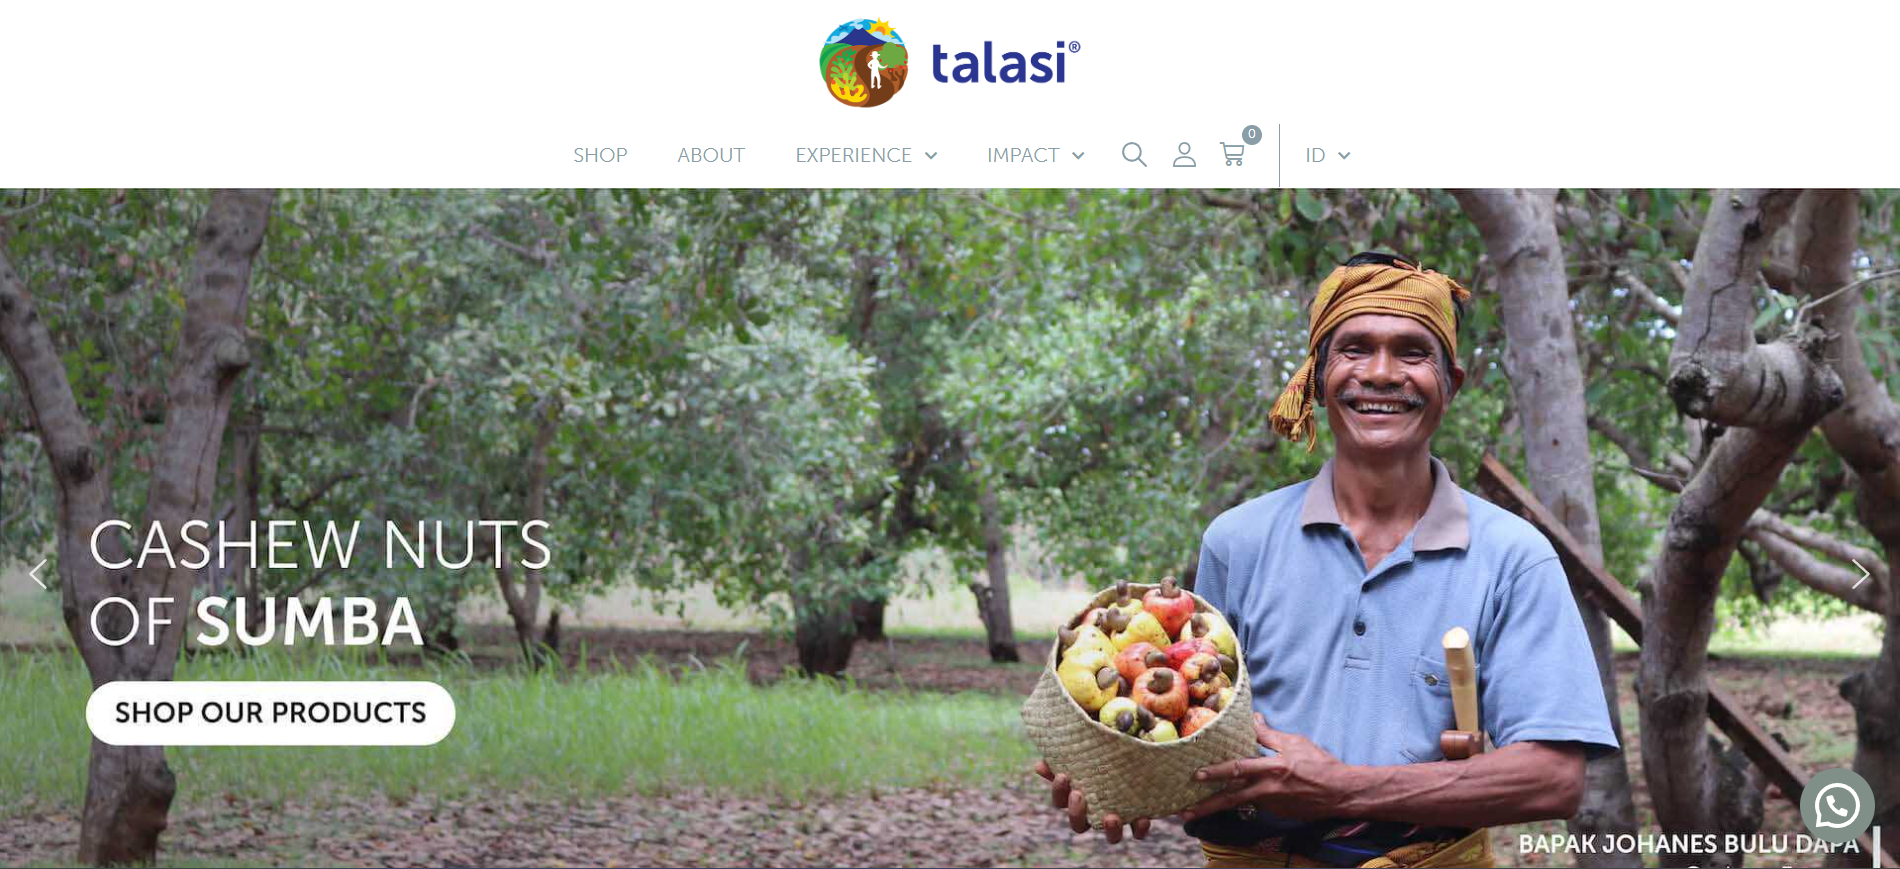 talasi®
SHOP ABOUT EXPERIENCE IMPACT 0 ID
CASHEW NUTS
OF SUMBA
SHOP OUR PRODUCTS
BAPAK JOHANES BULU DAPA